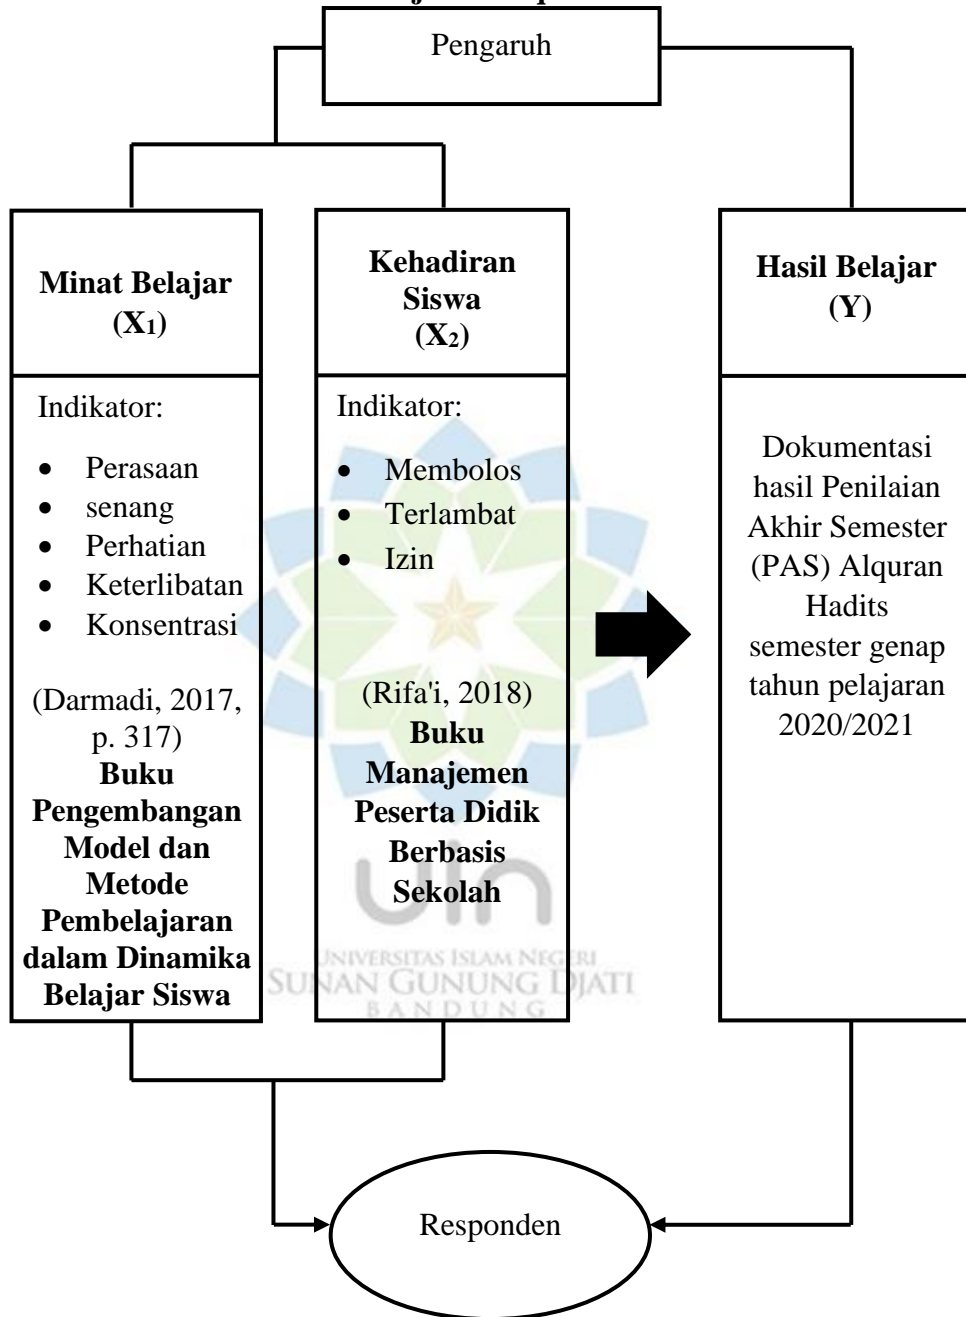 Pengaruh
Minat Belajar
(X1)
Indikator:
• Perasaan
• senang
• Perhatian
• Keterlibatan
• Konsentrasi
(Darmadi, 2017,
p. 317)
Buku
Pengembangan
Model dan
Metode
Pembelajaran
dalam Dinamika
Belajar Siswa
Kehadiran
Siswa
(X2)
Indikator:
• Membolos
• Terlambat
• Izin
(Rifa'i, 2018)
Buku
Manajemen
Peserta Didik
Berbasis
Sekolah
Hasil Belajar
(Y)
Dokumentasi
hasil Penilaian
Akhir Semester
(PAS) Alquran
Hadits
semester genap
tahun pelajaran
2020/2021
uin
UNIVERSITAS ISLAM NEGERI
SUNAN GUNUNG DJATI
BANDUNG
Responden